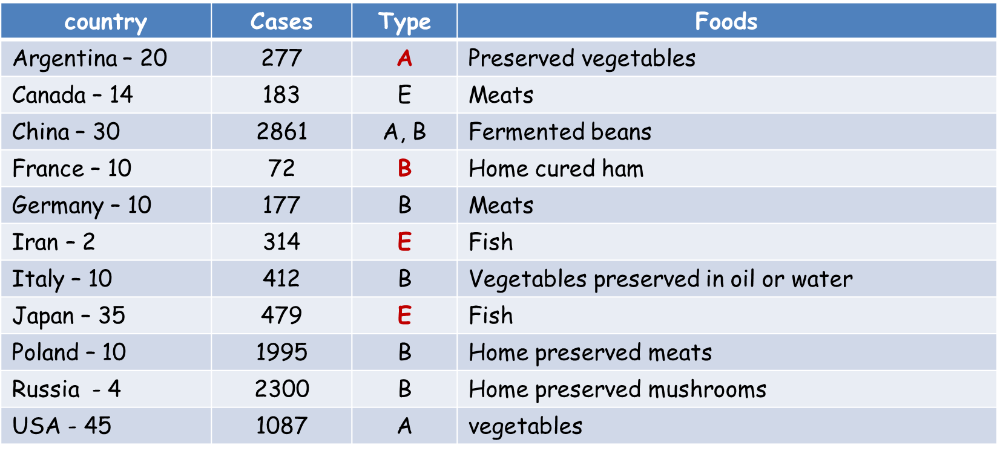 country Cases Type Foods
Argentina – 20 277 A Preserved vegetables
Canada – 14 183 E Meats
China – 30 2861 A, B Fermented beans
France – 10 72 B Home cured ham
Germany – 10 177 B Meats
Iran – 2 314 E Fish
Italy – 10 412 B Vegetables preserved in oil or water
Japan – 35 479 E Fish
Poland – 10 1995 B Home preserved meats
Russia - 4 2300 B Home preserved mushrooms
USA - 45 1087 A vegetables